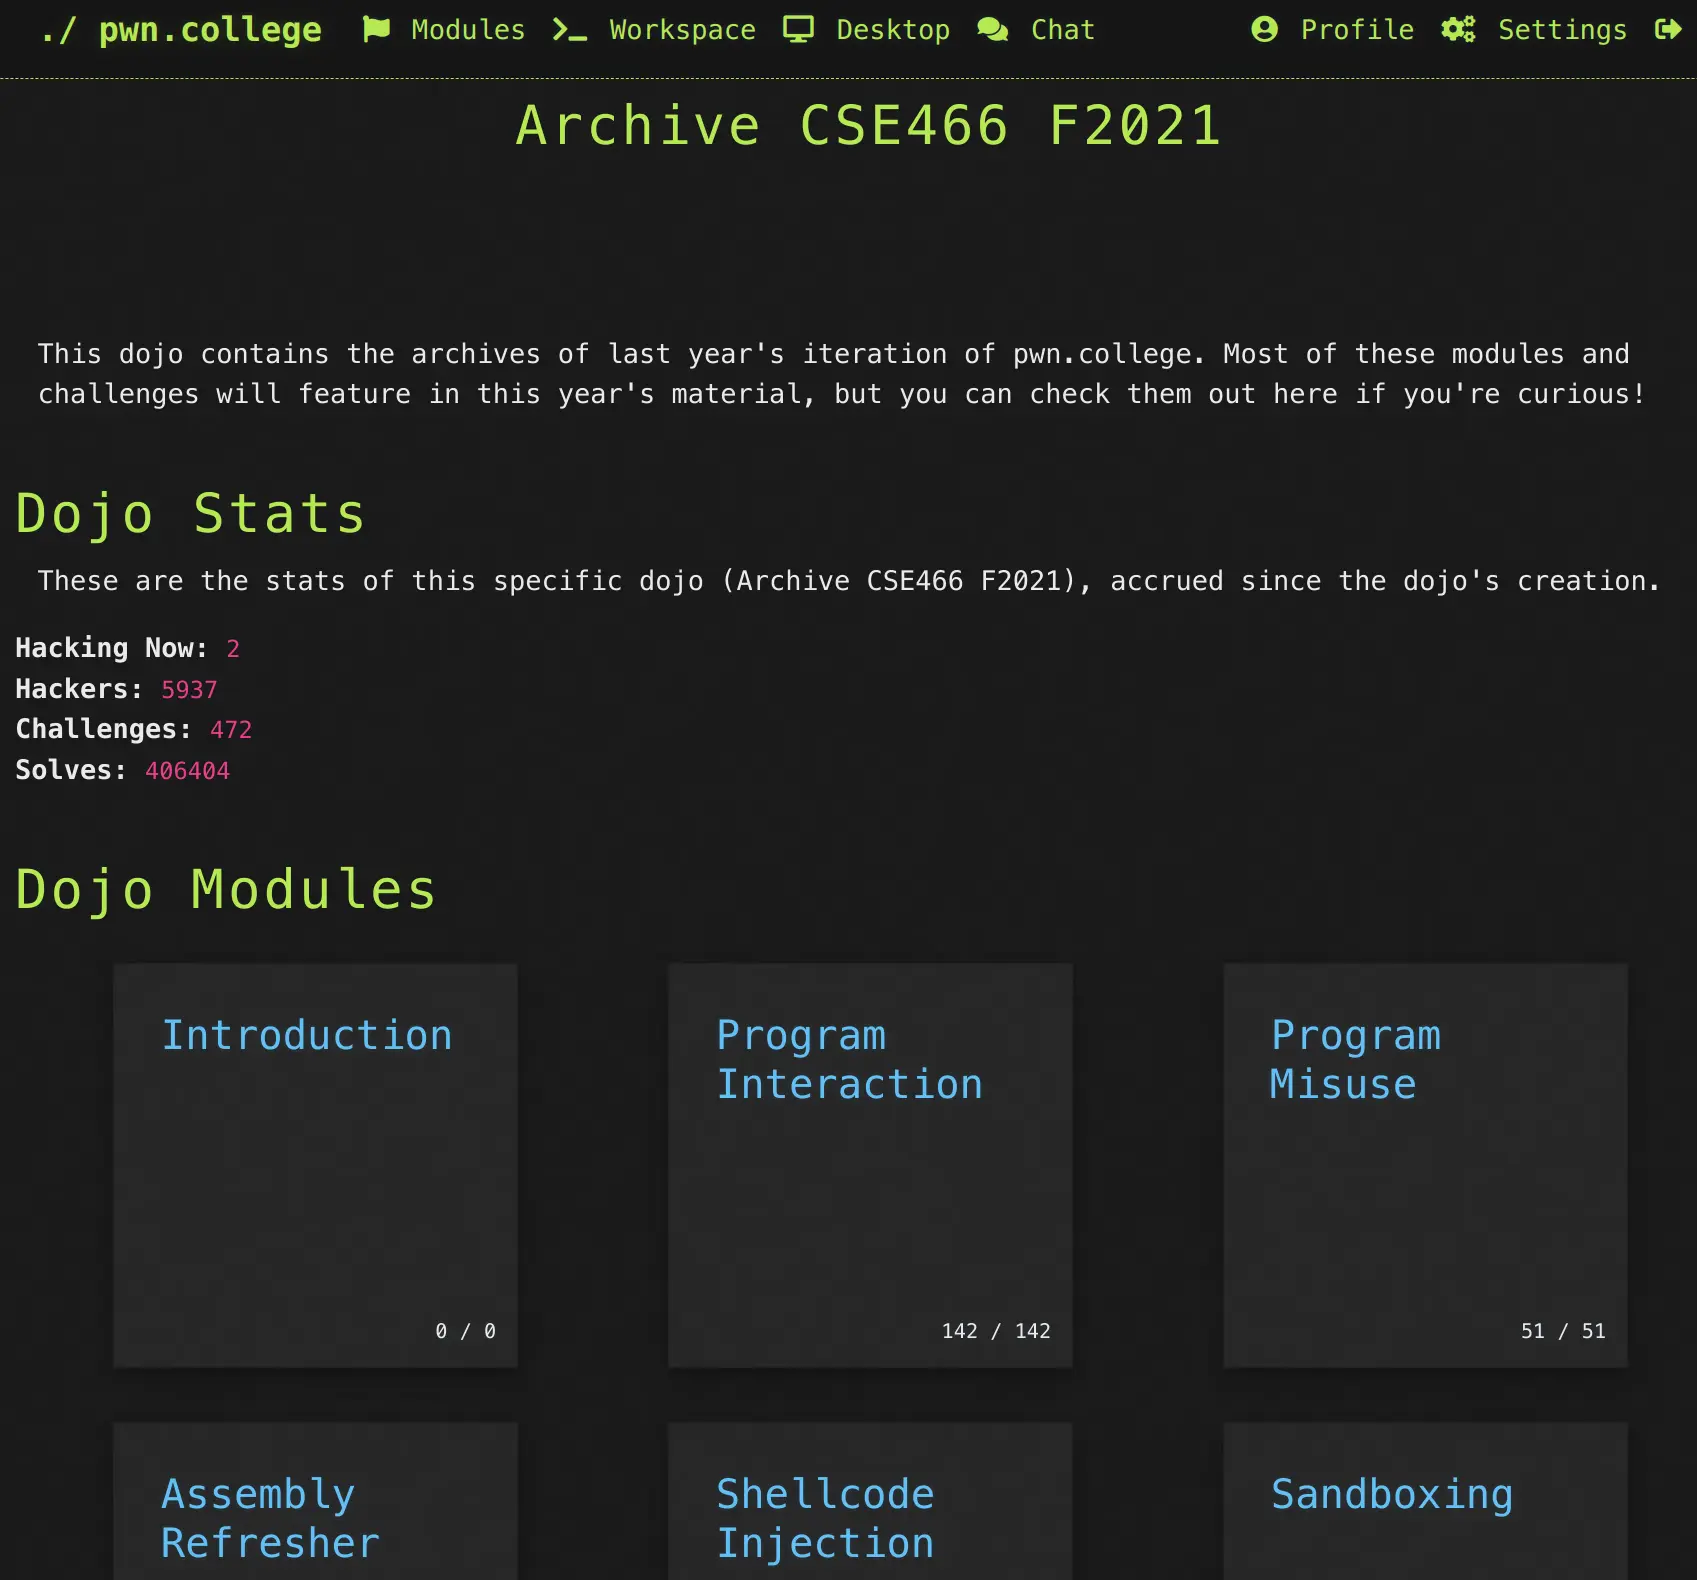 ./ pwn.college Modules Workspace Desktop Chat Profile Settings
Archive CSE466 F2021
This dojo contains the archives of last year's iteration of pwn.college. Most of these modules and
challenges will feature in this year's material, but you can check them out here if you're curious!
Dojo Stats
These are the stats of this specific dojo (Archive CSE466 F2021), accrued since the dojo's creation.
Hacking Now: 2
Hackers: 5937
Challenges: 472
Solves: 406404
Dojo Modules
Introduction
0 / 0
Program
Interaction
142 / 142
Program
Misuse
51 / 51
Assembly
Refresher
Shellcode
Injection
Sandboxing